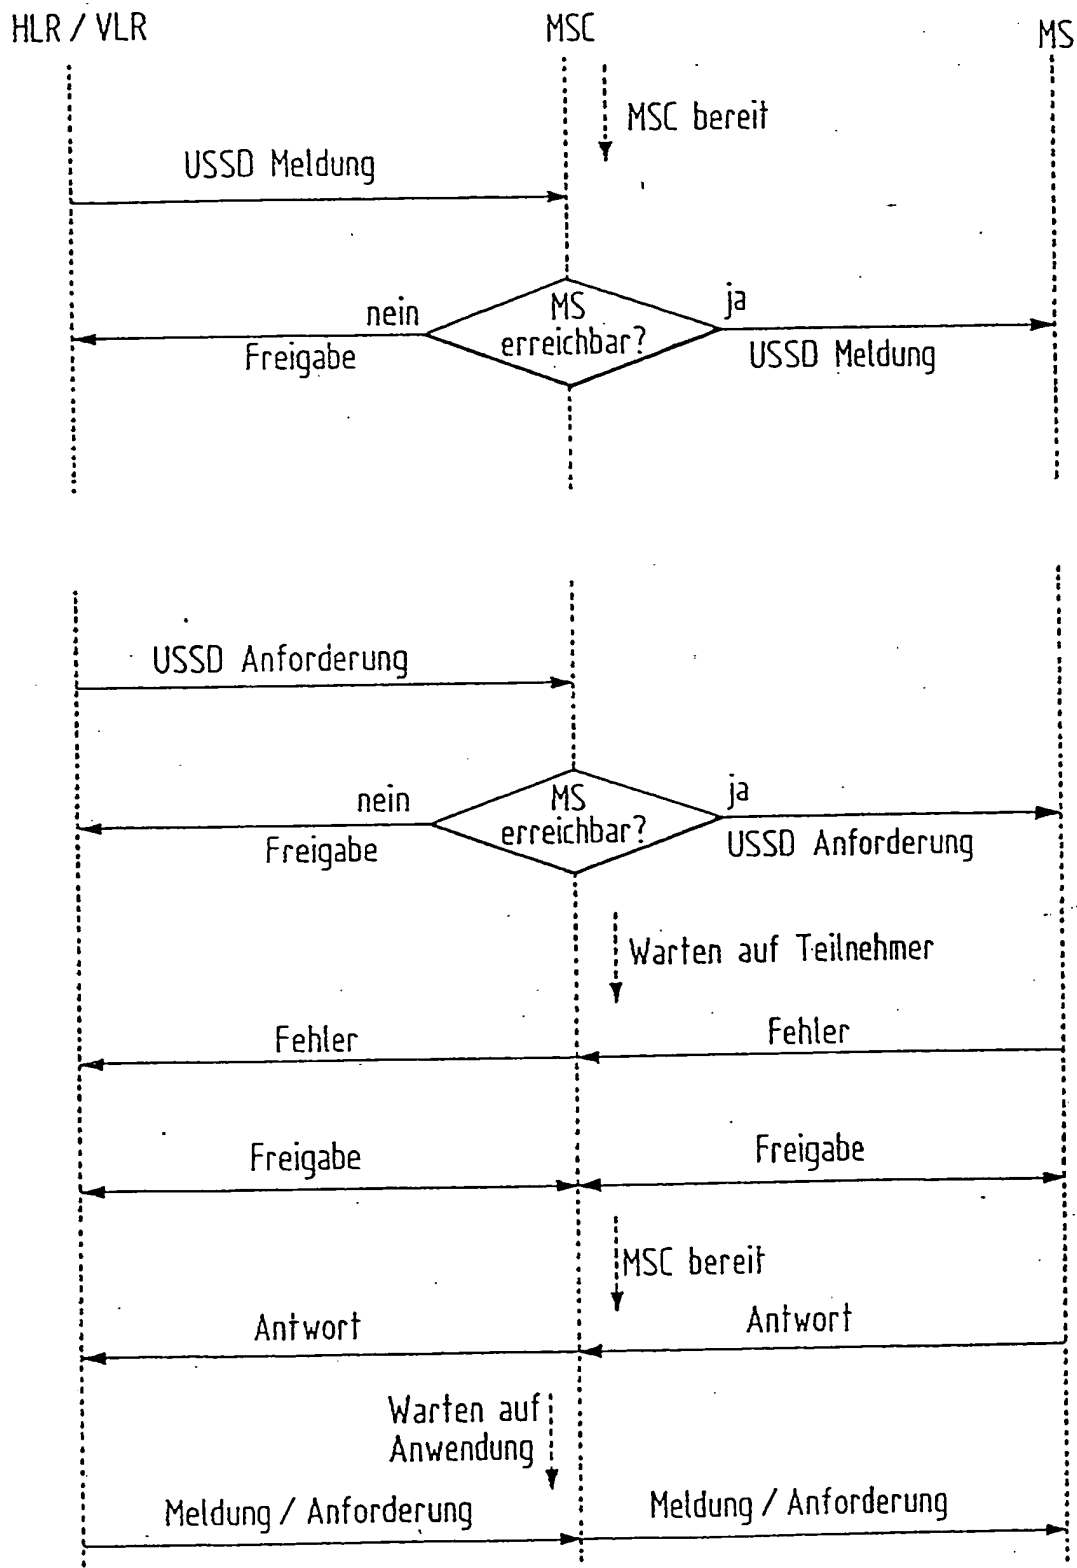 HLR / VLR
MSC
MS
MSC bereit
USSD Meldung
nein
MS
erreichbar?
ja
Freigabe
USSD Meldung
USSD Anforderung
nein
MS
erreichbar?
ja
Freigabe
USSD Anforderung
Warten auf Teilnehmer
Fehler
Fehler
Freigabe
Freigabe
MSC bereit
Antwort
Antwort
Warten auf
Anwendung
Meldung / Anforderung
Meldung / Anforderung